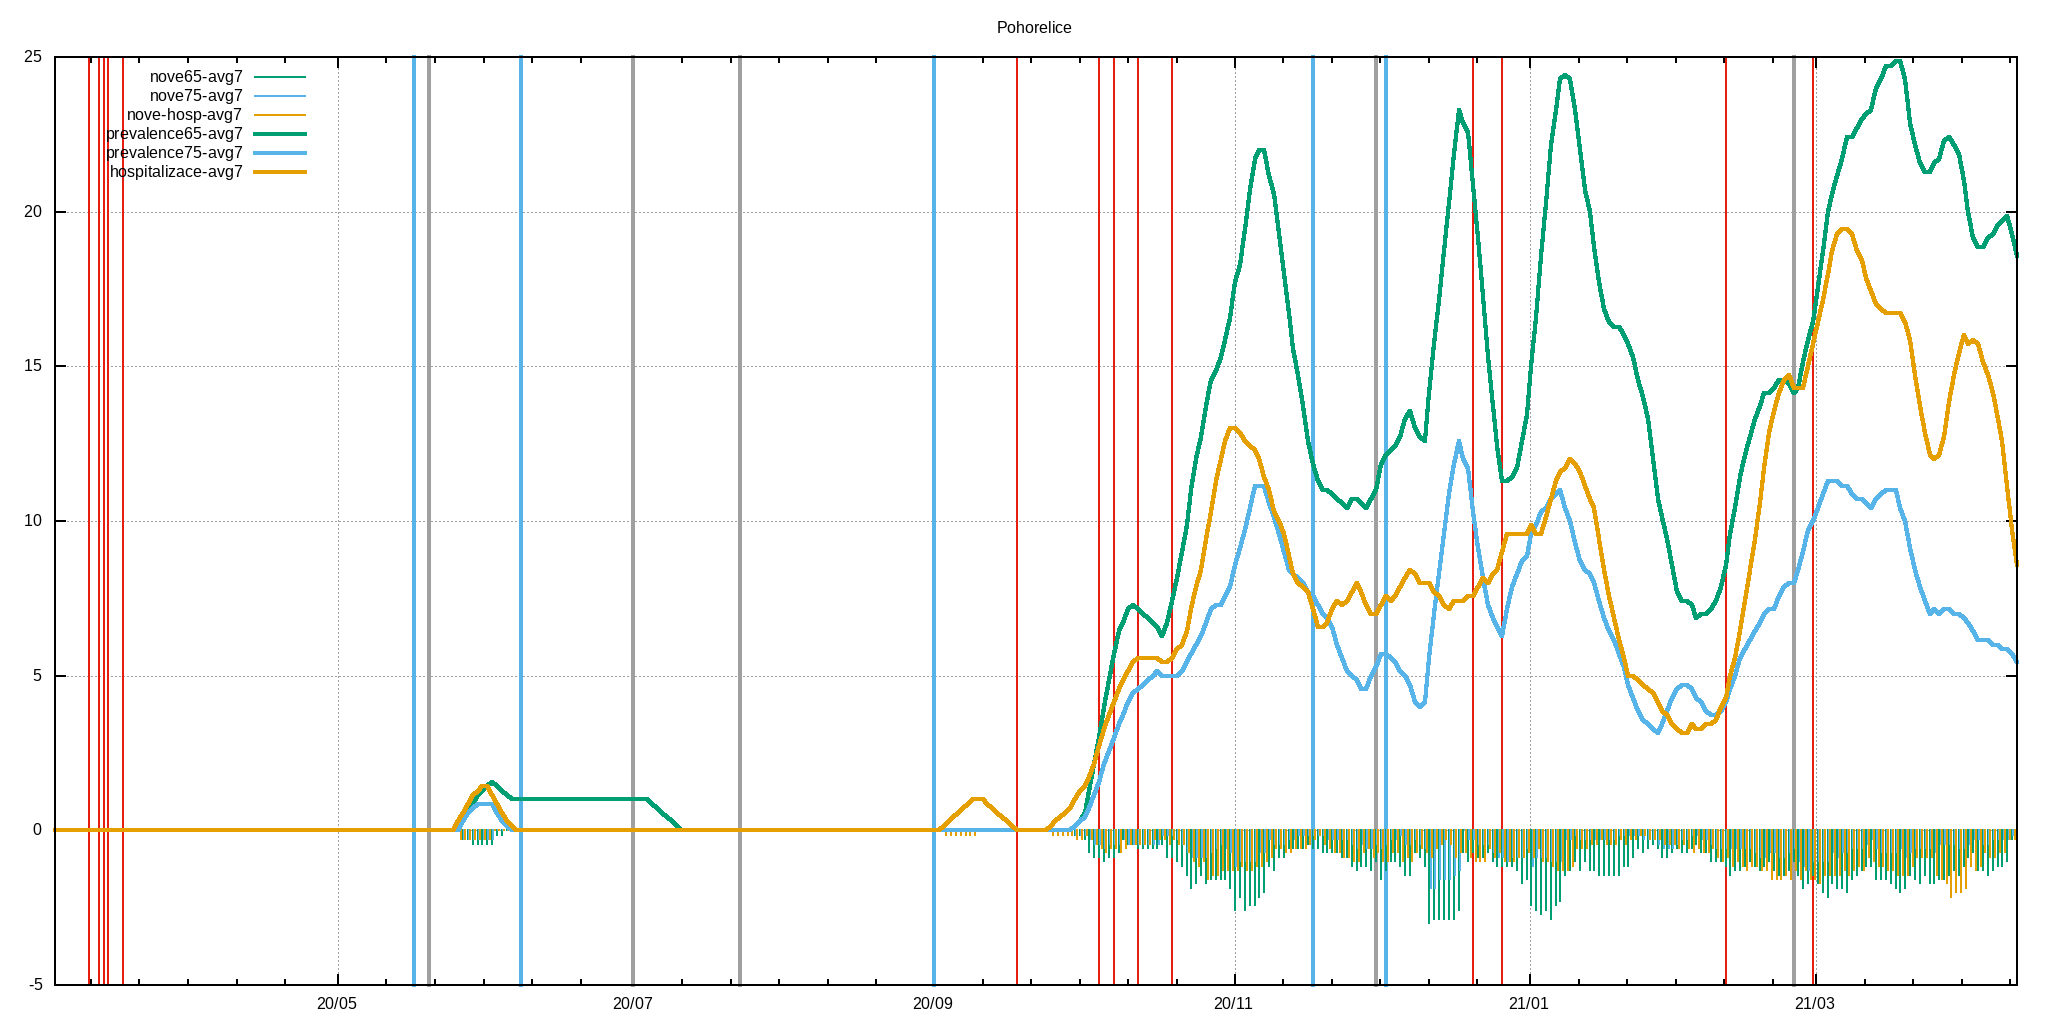 Pohorelice
25
nove65-avg7
nove75-avg7
nove-hosp-avg7
prevalence65-avg7
prevalence75-avg7
hospitalizace-avg7
20
15
10
5
0
-5
20/05 20/07 20/09 20/11 21/01 21/03